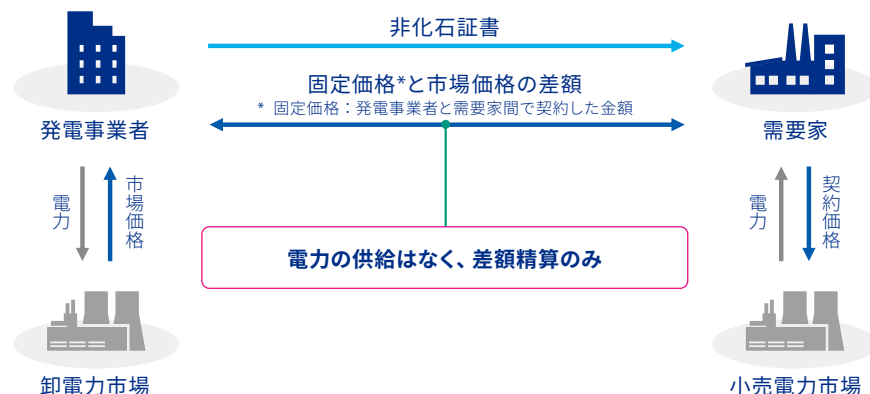 非化石証書
固定価格*と市場価格の差額
* 固定価格：発電事業者と需要家間で契約した金額
発電事業者
需要家
電力
市場価格
電力
契約価格
電力の供給はなく、差額精算のみ
卸電力市場
小売電力市場